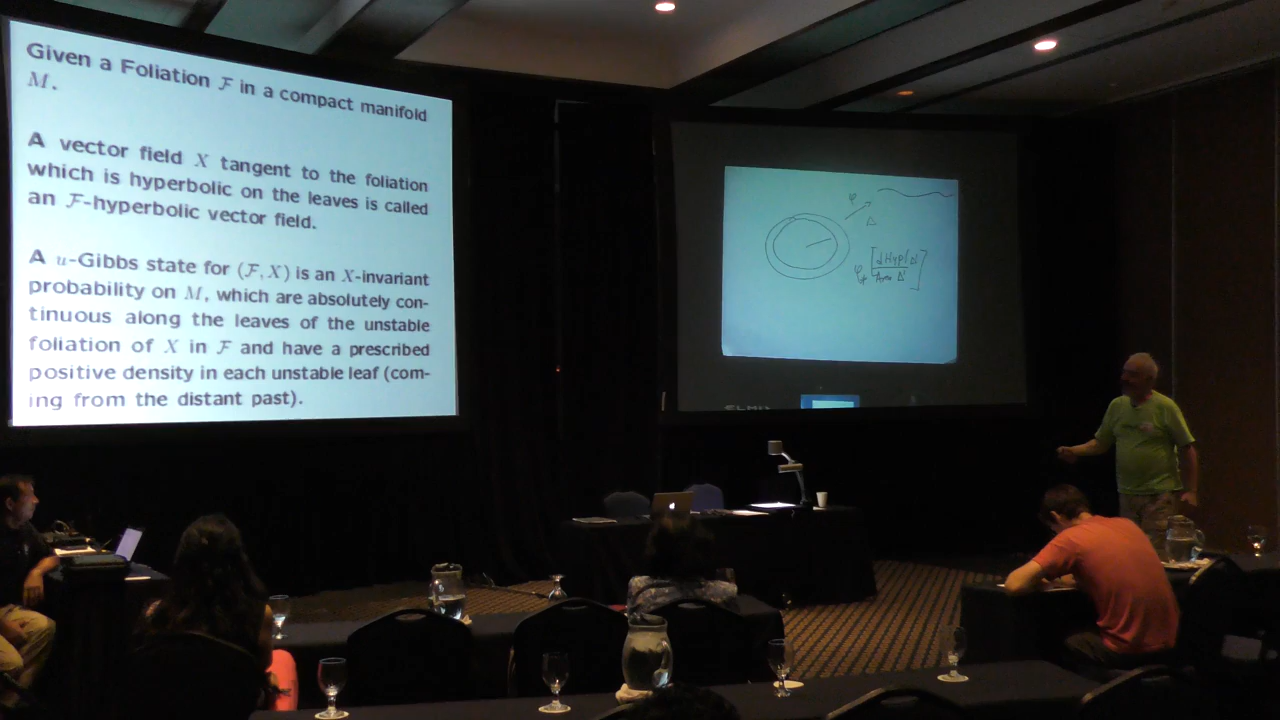 Given a Foliation ℱ in a compact manifold
M.
A vector field X tangent to the foliation
which is hyperbolic on the leaves is called
an ℱ-hyperbolic vector field.
A u-Gibbs state for (ℱ, X) is an X-invariant
probability on M, which are absolutely con-
tinuous along the leaves of the unstable
foliation of X in ℱ and have a prescribed
positive density in each unstable leaf (com-
ing from the distant past).
φ
Δ